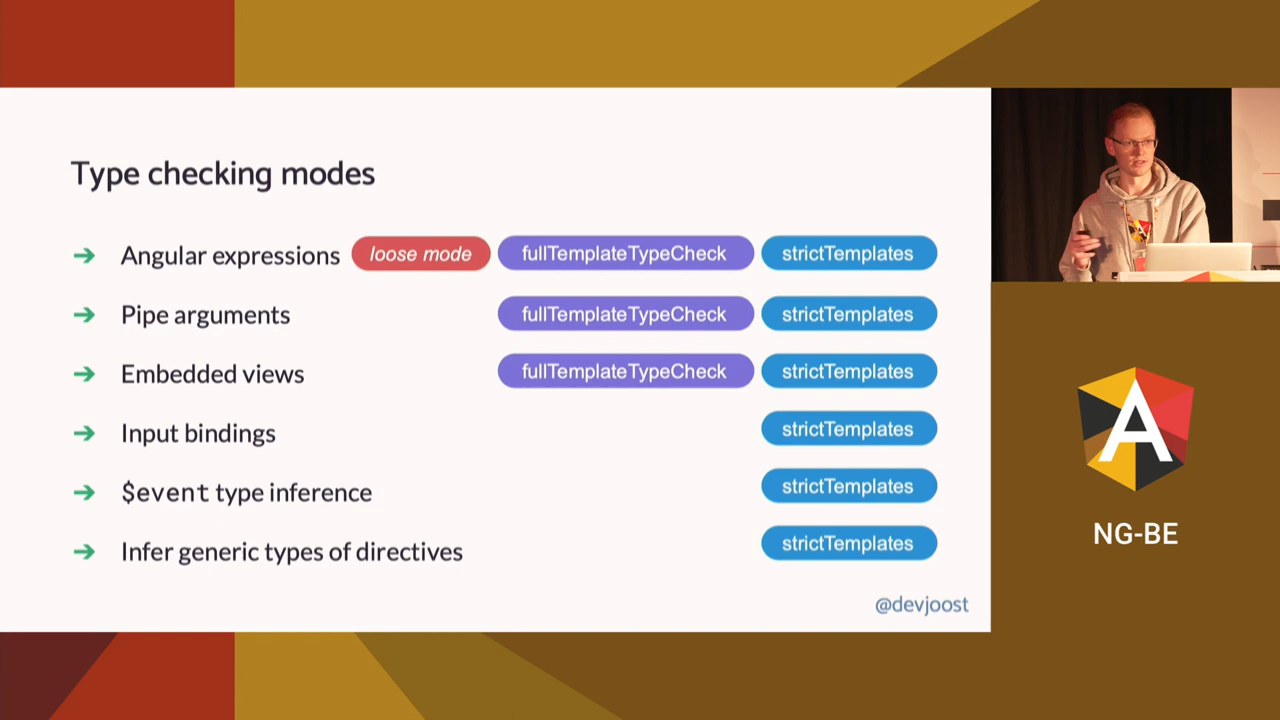 Type checking modes
➔ Angular expressions loose mode fullTemplateTypeCheck strictTemplates
➔ Pipe arguments fullTemplateTypeCheck strictTemplates
➔ Embedded views fullTemplateTypeCheck strictTemplates
➔ Input bindings strictTemplates
➔ $event type inference strictTemplates
➔ Infer generic types of directives strictTemplates
@devjoost
A
NG-BE